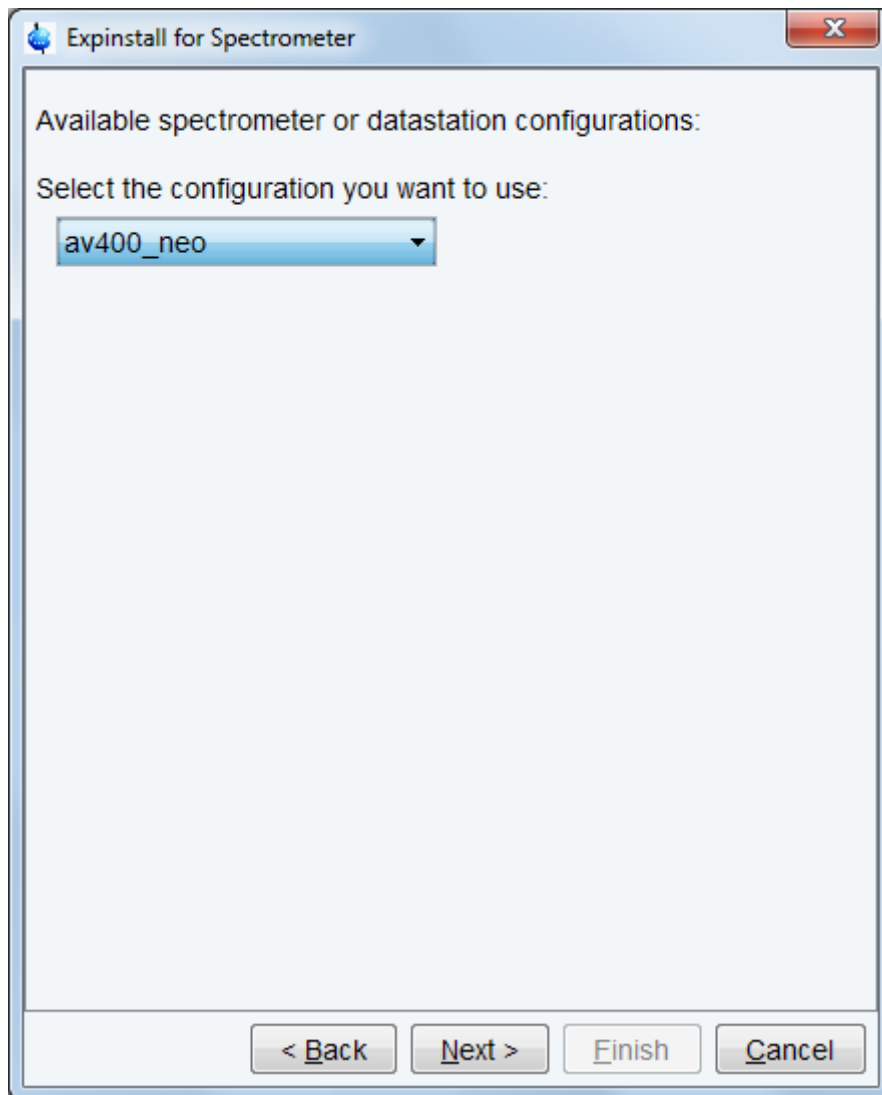 Expinstall for Spectrometer
Available spectrometer or datastation configurations:
Select the configuration you want to use:
av400_neo
< Back Next > Finish Cancel